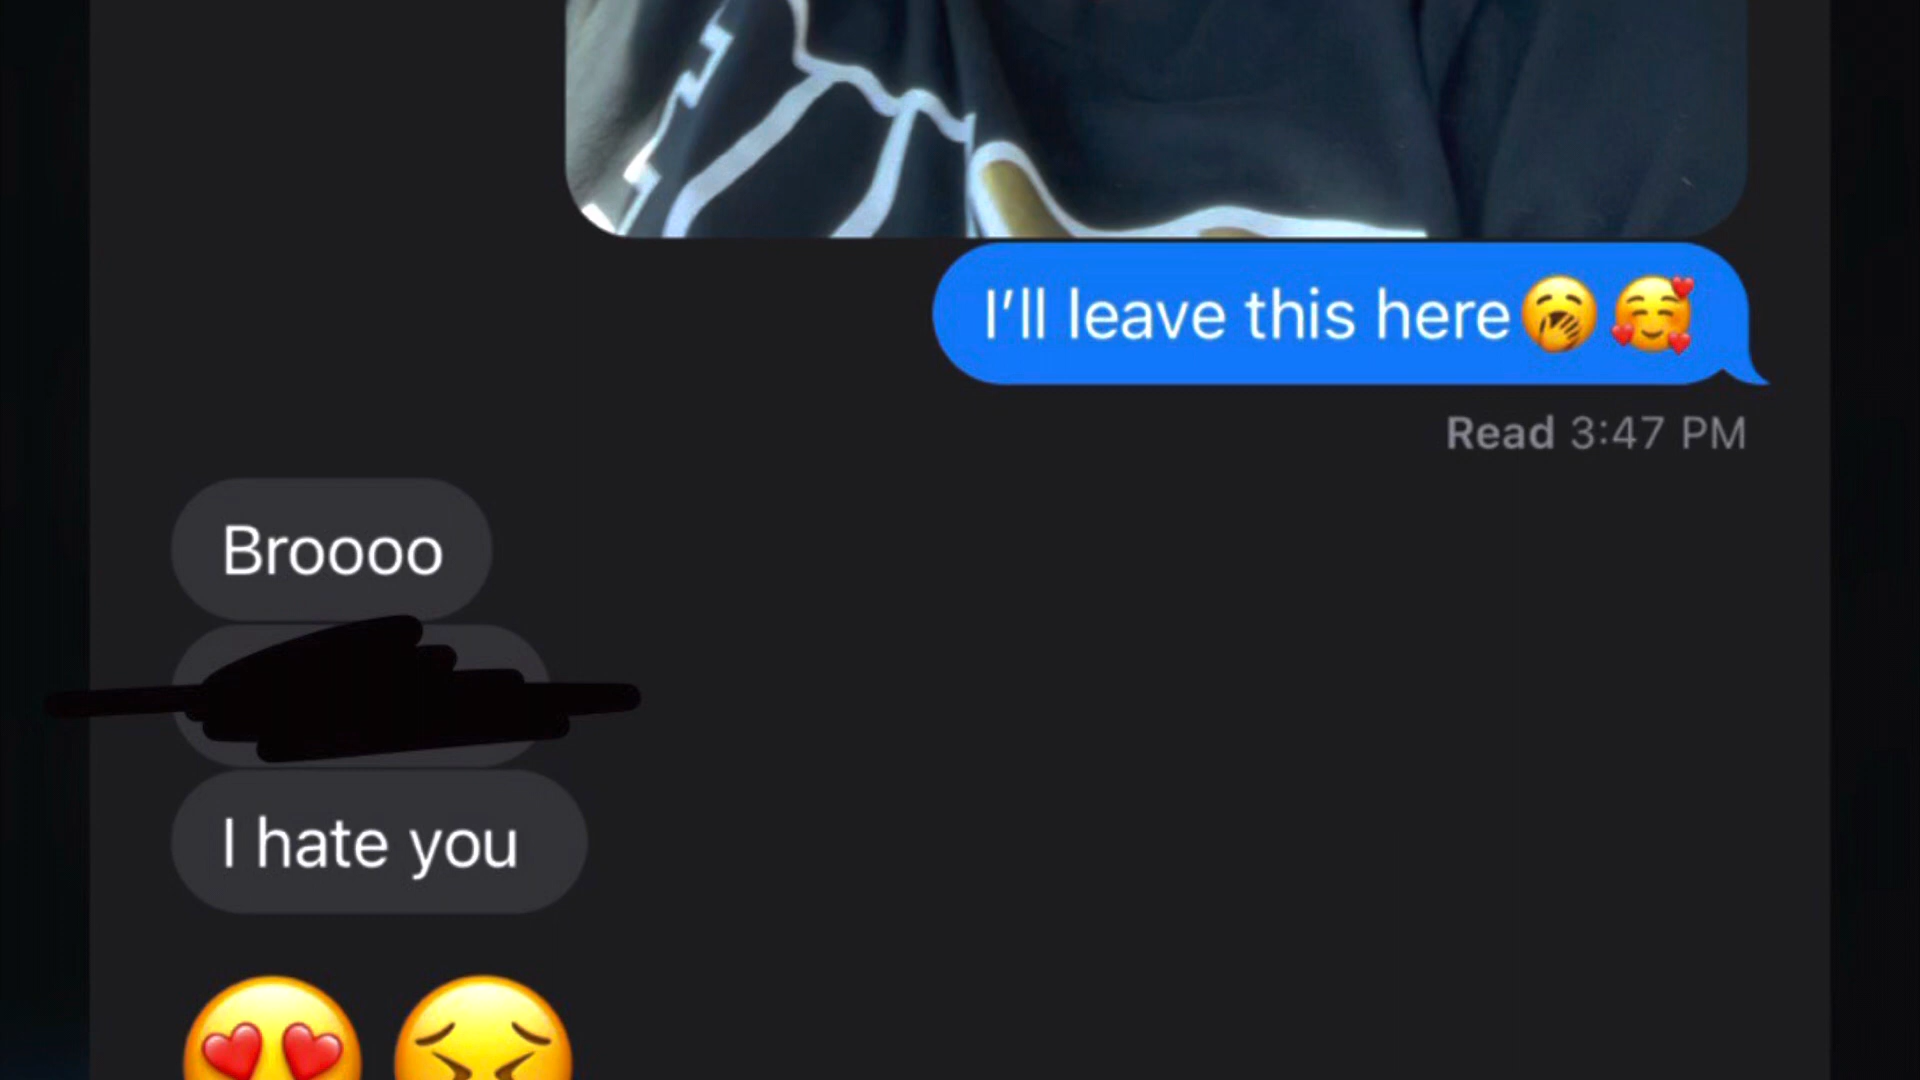 I’ll leave this here🥱🥰
Read 3:47 PM
Broooo
I hate you
😍😣